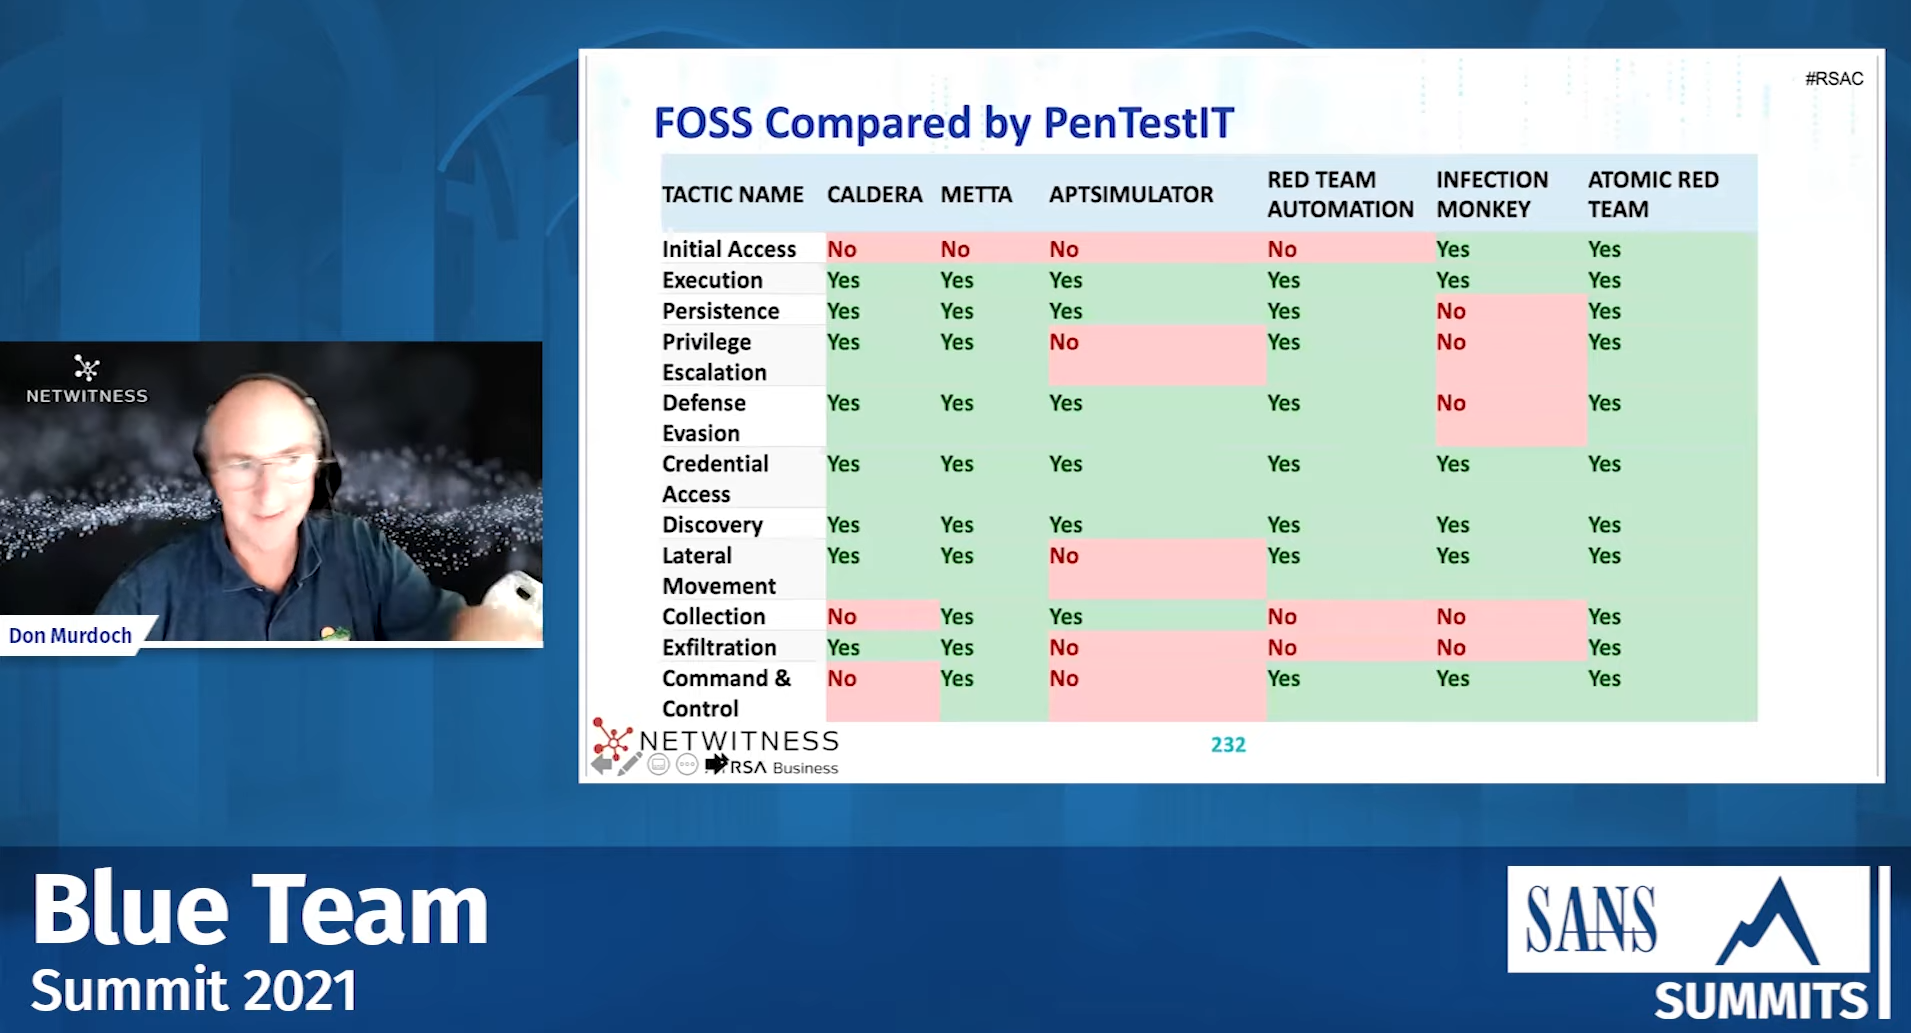 #RSAC
FOSS Compared by PenTestIT
TACTIC NAME CALDERA METTA APTSIMULATOR RED TEAM AUTOMATION INFECTION MONKEY ATOMIC RED TEAM
Initial Access No No No No Yes Yes
Execution Yes Yes Yes Yes Yes Yes
Persistence Yes Yes Yes Yes No Yes
Privilege Escalation Yes Yes No Yes No Yes
Defense Evasion Yes Yes Yes Yes No Yes
Credential Access Yes Yes Yes Yes Yes Yes
Discovery Yes Yes Yes Yes Yes Yes
Lateral Movement Yes Yes No Yes Yes Yes
Collection No Yes Yes No No Yes
Exfiltration Yes Yes No No No Yes
Command & Control No Yes No Yes Yes Yes
NETWITNESS
RSA Business
232
NETWITNESS
Don Murdoch
Blue Team
Summit 2021
SANS
SUMMITS